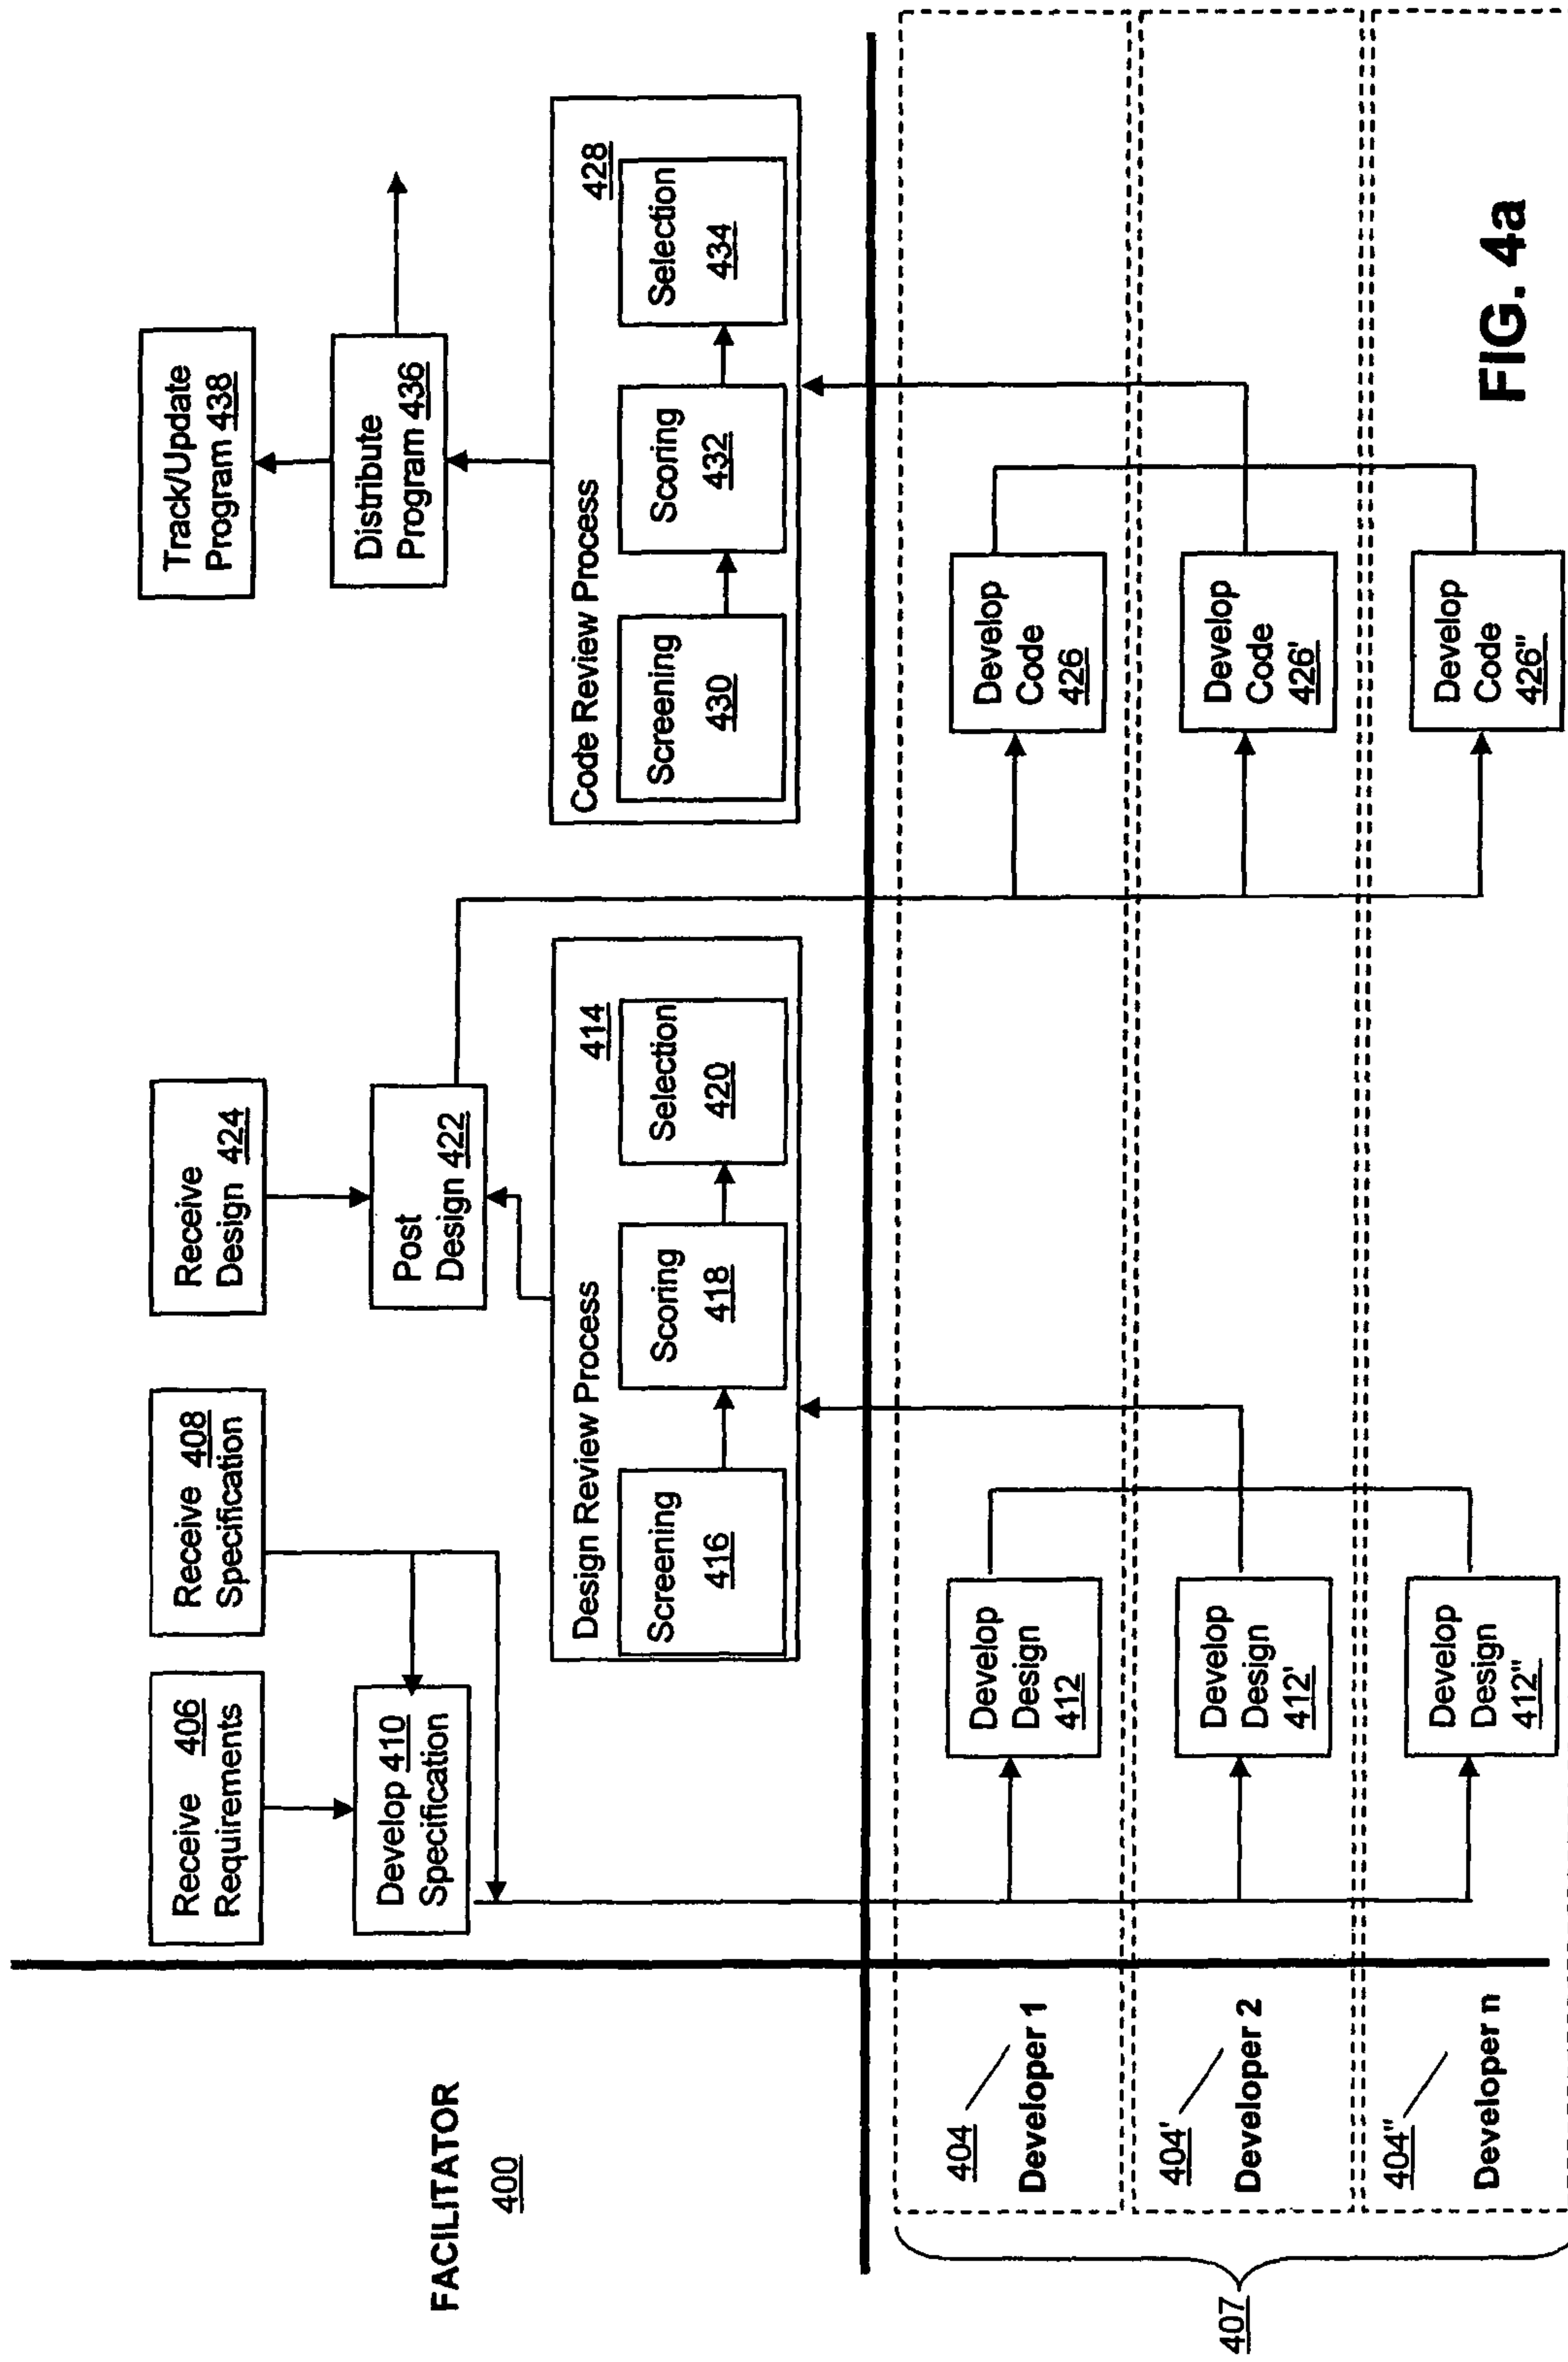 FACILITATOR
400
Receive 406
Requirements
Receive 408
Specification
Develop 410
Specification
Receive
Design 424
Post
Design 422
Track/Update
Program 438
Distribute
Program 436
Design Review Process
414
Screening
416
Scoring
418
Selection
420
Code Review Process
428
Screening
430
Scoring
432
Selection
434
407
404
Developer 1
Develop
Design
412
Develop
Code
426
404'
Developer 2
Develop
Design
412'
Develop
Code
426'
404"
Developer n
Develop
Design
412"
Develop
Code
426"
FIG. 4a